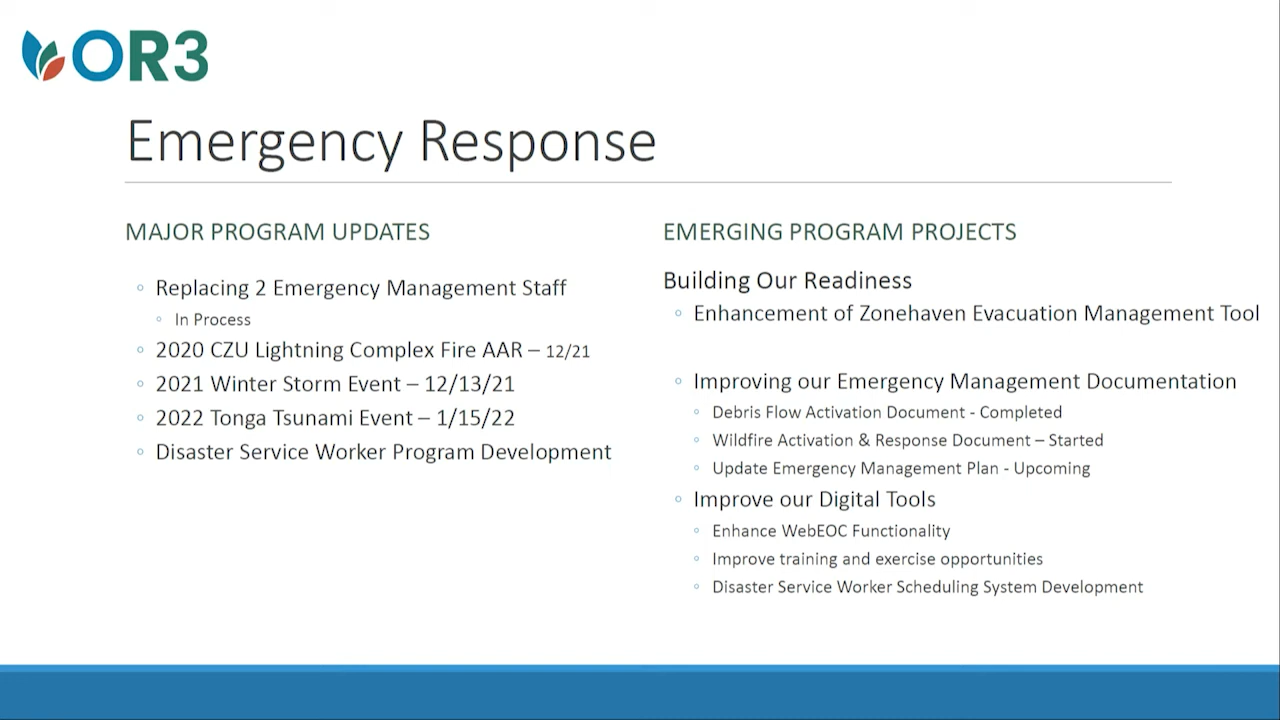 OR3
Emergency Response
MAJOR PROGRAM UPDATES
Replacing 2 Emergency Management Staff
In Process
2020 CZU Lightning Complex Fire AAR – 12/21
2021 Winter Storm Event – 12/13/21
2022 Tonga Tsunami Event – 1/15/22
Disaster Service Worker Program Development
EMERGING PROGRAM PROJECTS
Building Our Readiness
Enhancement of Zonehaven Evacuation Management Tool
Improving our Emergency Management Documentation
Debris Flow Activation Document - Completed
Wildfire Activation & Response Document – Started
Update Emergency Management Plan - Upcoming
Improve our Digital Tools
Enhance WebEOC Functionality
Improve training and exercise opportunities
Disaster Service Worker Scheduling System Development